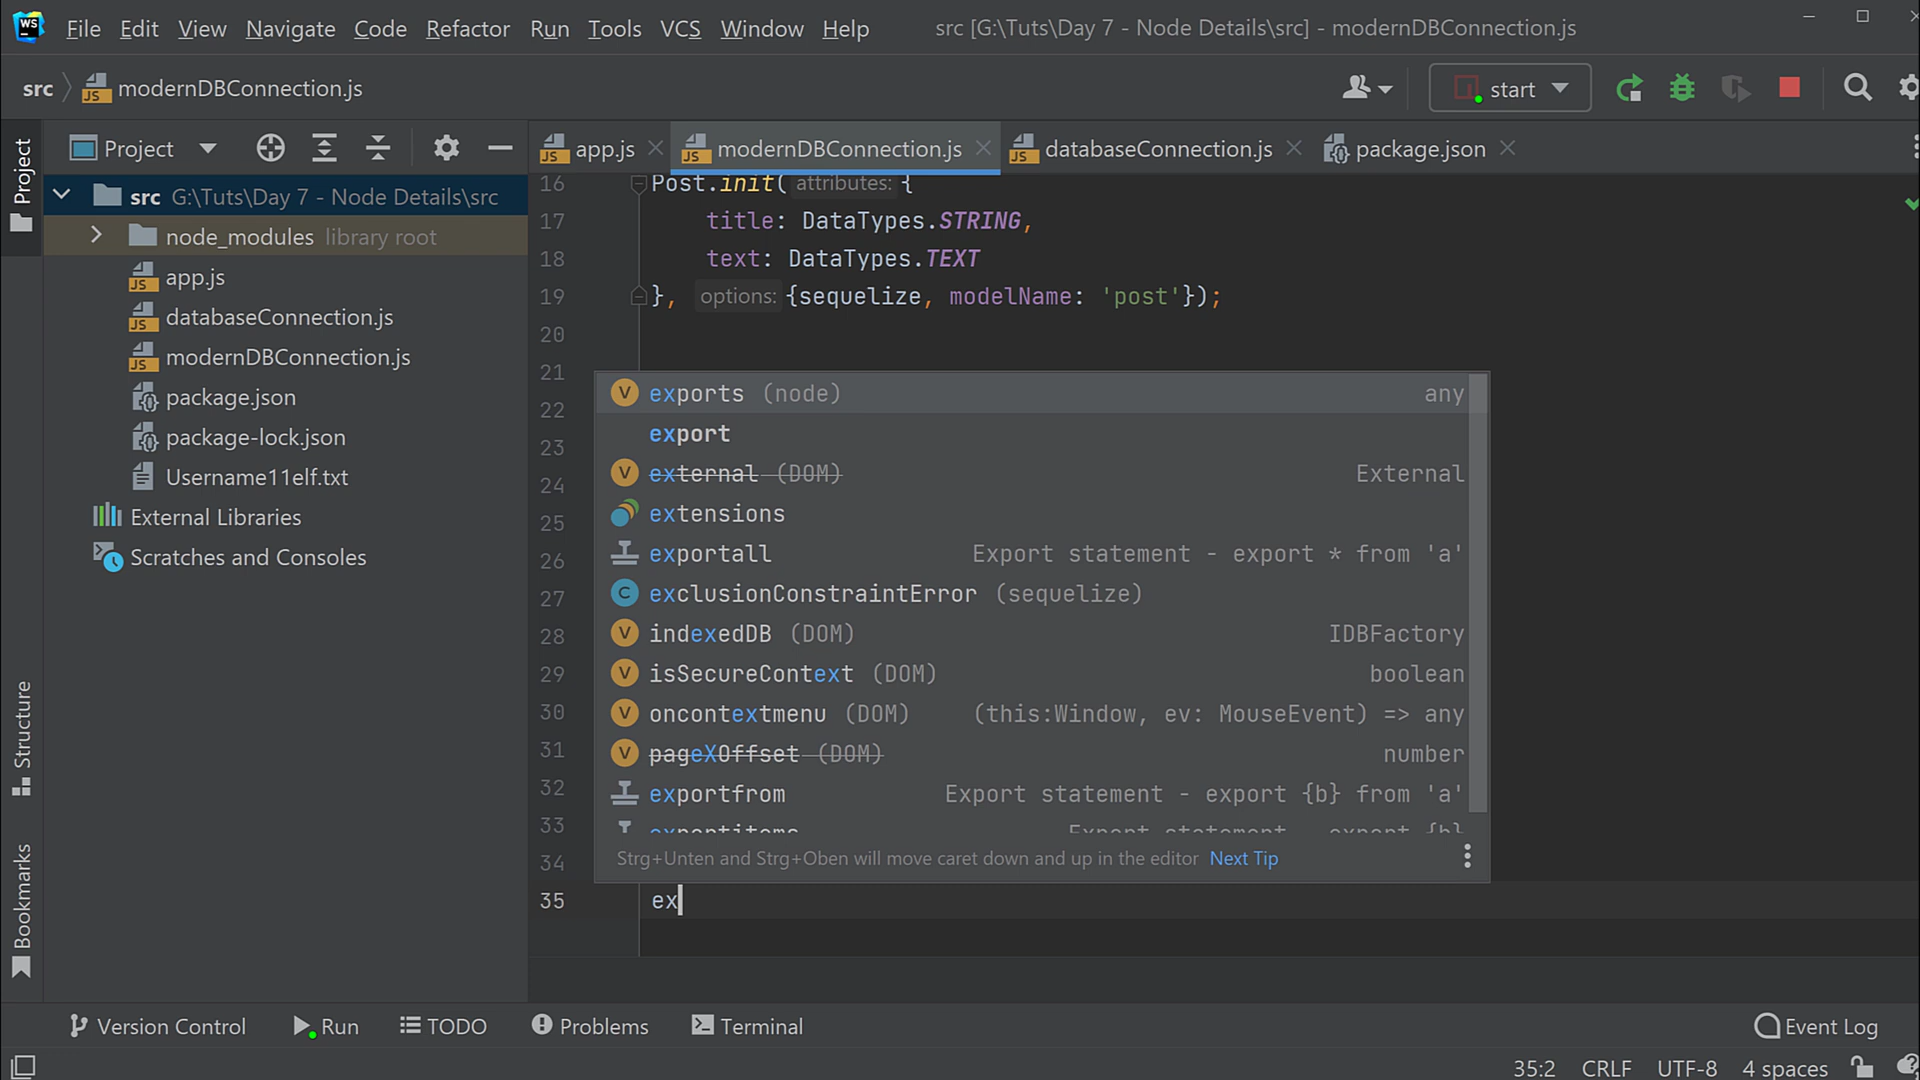 WS File Edit View Navigate Code Refactor Run Tools VCS Window Help src [G:\Tuts\Day 7 - Node Details\src] - modernDBConnection.js
src modernDBConnection.js start
Project
Project
app.js modernDBConnection.js databaseConnection.js package.json
src G:\Tuts\Day 7 - Node Details\src
node_modules library root
app.js
databaseConnection.js
modernDBConnection.js
package.json
package-lock.json
Username11elf.txt
External Libraries
Scratches and Consoles
Structure
Bookmarks
16 Post.init( attributes: {
17 title: DataTypes.STRING,
18 text: DataTypes.TEXT
19 }, options: {sequelize, modelName: 'post'});
20
21
22
23
24
25
26
27
28
29
30
31
32
33
34
35 ex
exports (node) any
export
external (DOM) External
extensions
exportall Export statement - export * from 'a'
exclusionConstraintError (sequelize)
indexedDB (DOM) IDBFactory
isSecureContext (DOM) boolean
oncontextmenu (DOM) (this:Window, ev: MouseEvent) => any
pageXOffset (DOM) number
exportfrom Export statement - export {b} from 'a'
exportitems Export statement - export {b}
Strg+Unten and Strg+Oben will move caret down and up in the editor Next Tip
Version Control Run TODO Problems Terminal Event Log
35:2 CRLF UTF-8 4 spaces